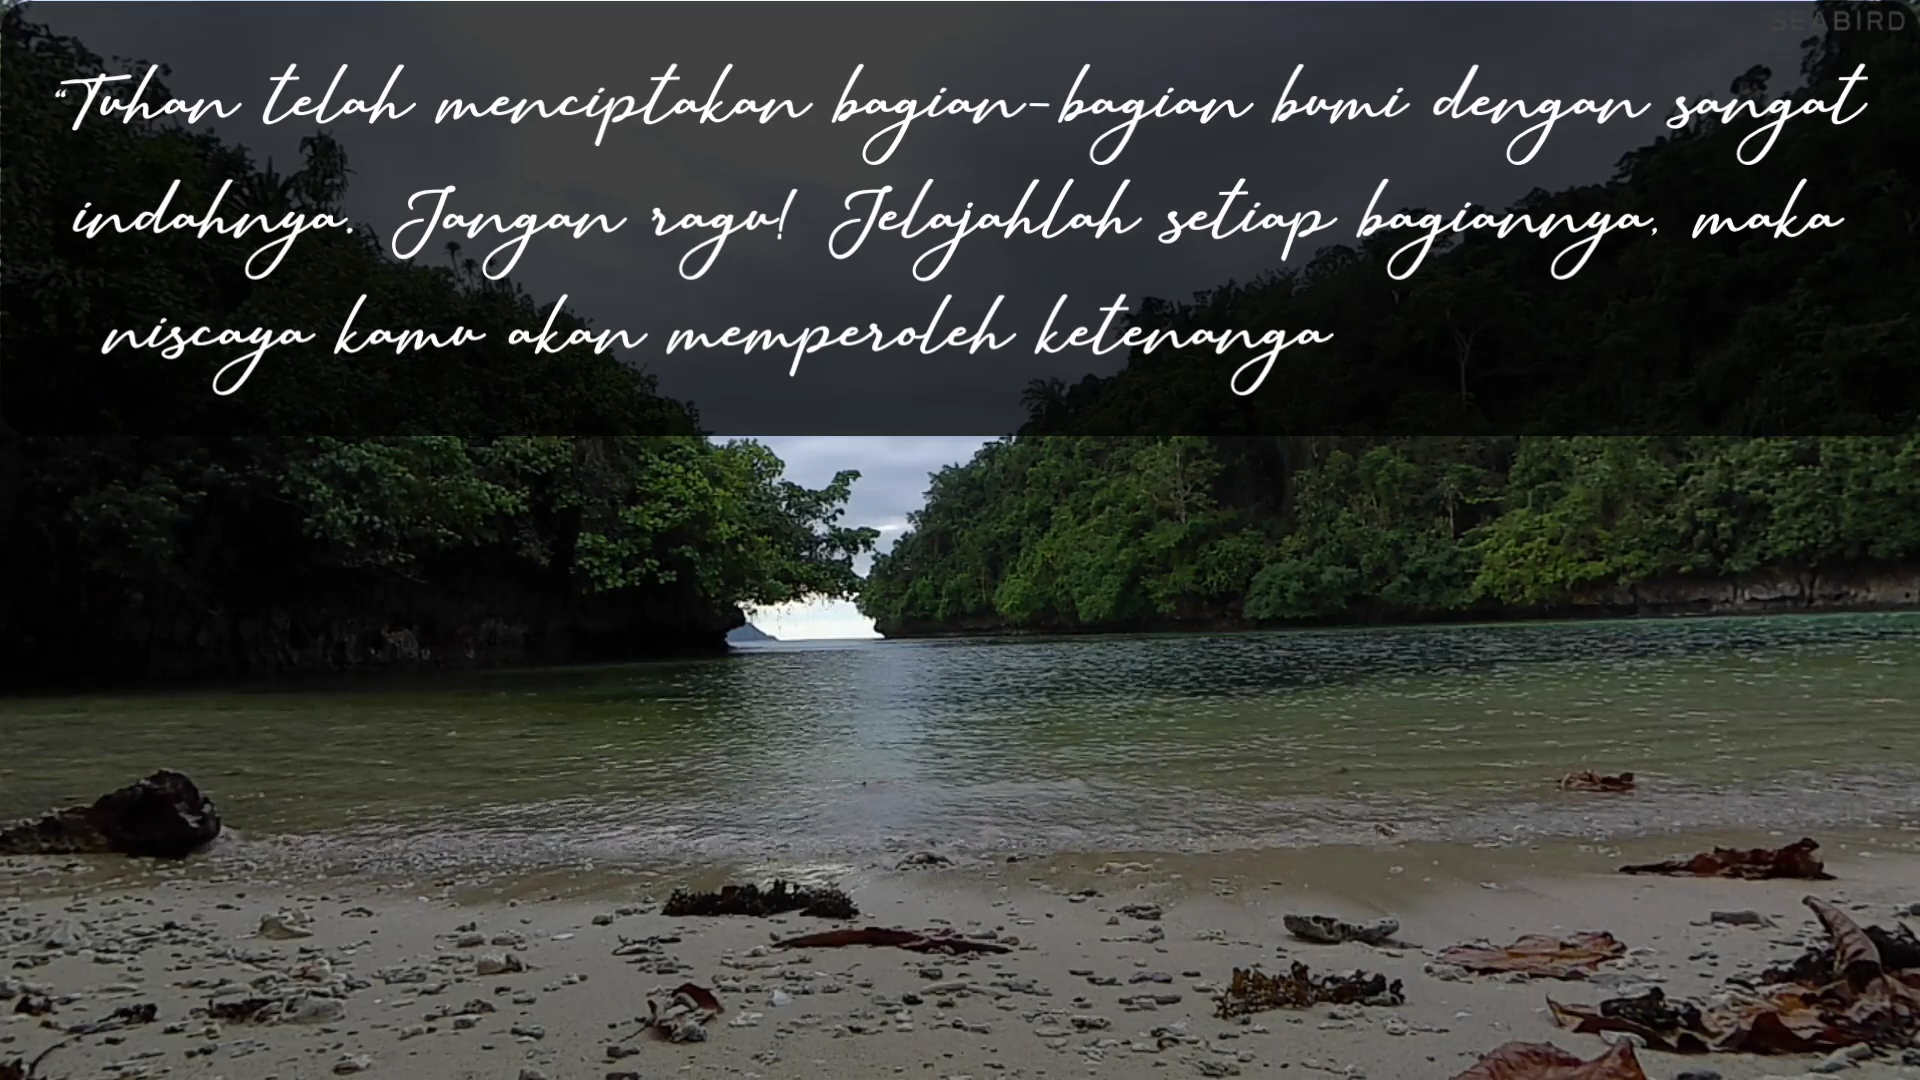 SEABIRD
“Tuhan telah menciptakan bagian-bagian bumi dengan sangat
indahnya. Jangan ragu! Jelajahlah setiap bagiannya, maka
niscaya kamu akan memperoleh ketenanga